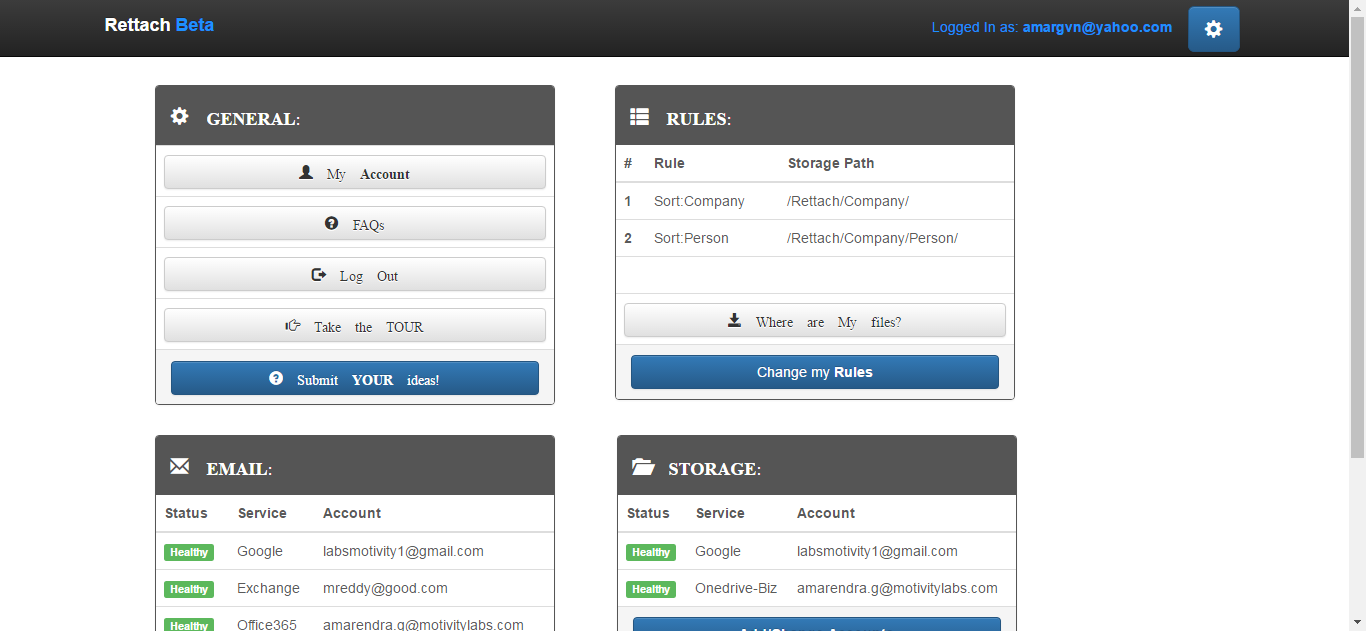 Rettach Beta
Logged In as: amargvn@yahoo.com
GENERAL:
My Account
FAQs
Log Out
Take the TOUR
Submit YOUR ideas!
RULES:
# Rule Storage Path
1 Sort:Company /Rettach/Company/
2 Sort:Person /Rettach/Company/Person/
Where are My files?
Change my Rules
EMAIL:
Status Service Account
Healthy Google labsmotivity1@gmail.com
Healthy Exchange mreddy@good.com
Healthy Office365 amarendra.g@motivitylabs.com
STORAGE:
Status Service Account
Healthy Google labsmotivity1@gmail.com
Healthy Onedrive-Biz amarendra.g@motivitylabs.com